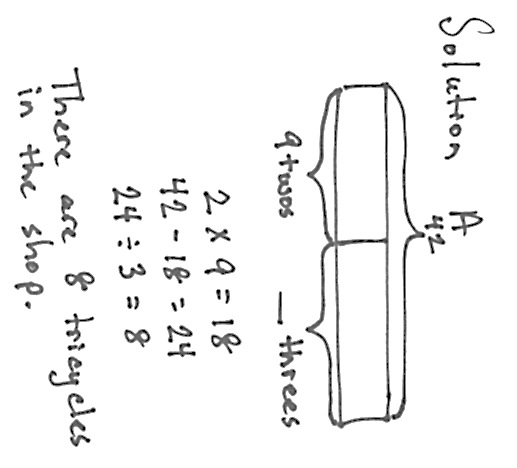 Solution A
42
9 twos __ threes
2 × 9 = 18
42 - 18 = 24
24 ÷ 3 = 8
There are 8 tricycles
in the shop.